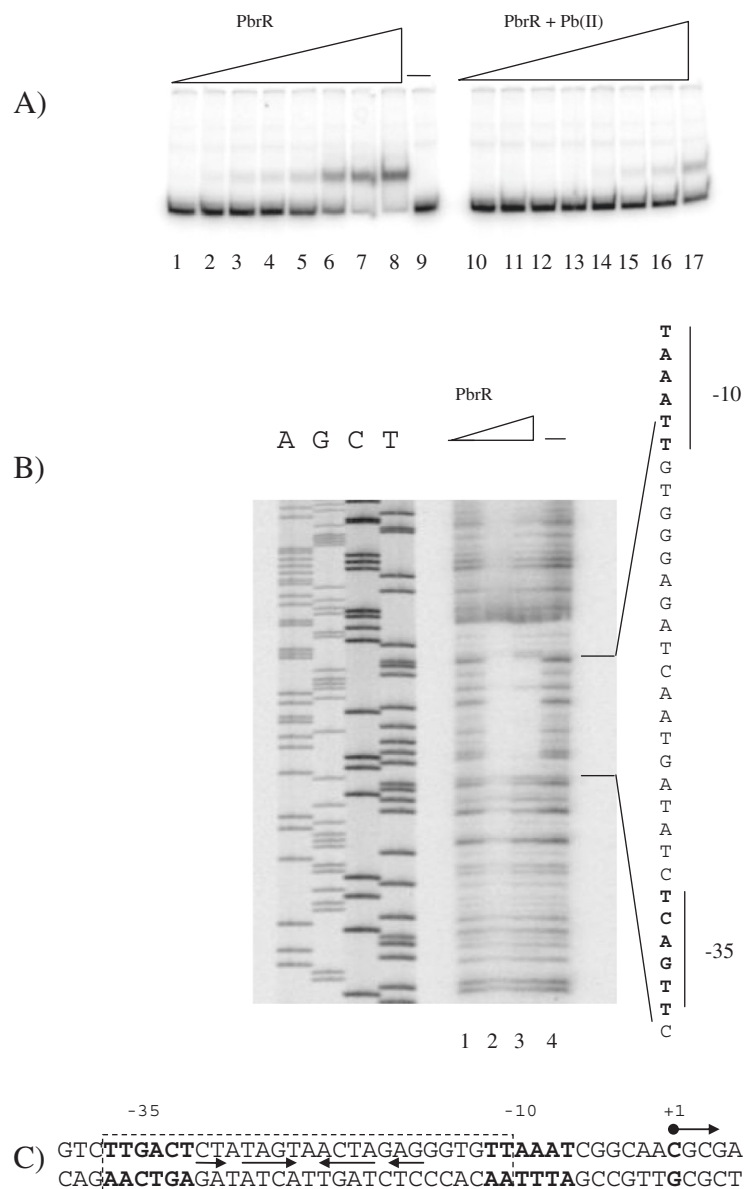 PbrR
PbrR + Pb(II)
A)
1 2 3 4 5 6 7 8 9 10 11 12 13 14 15 16 17
B)
PbrR
A G C T
1 2 3 4
T
A
A
A
T
T
G
T
G
G
G
A
G
A
T
C
A
A
T
G
A
T
A
T
C
T
C
A
G
T
T
C
-10
-35
C)
-35 -10 +1
GTCTTGACTCTATAGTAACTAGAGGGTGTTAAATCGGCAACGCGA
CAGAACTGAGATATCATTGATCTCCCACAATTTAGCCGTTGCGCT